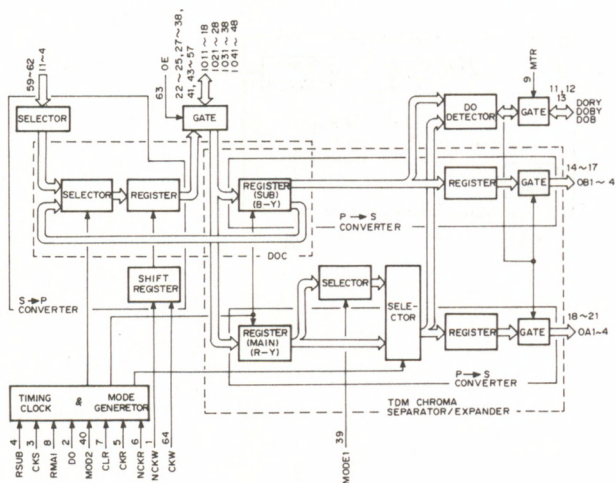 59~62
11~4
63
OE
22~25, 27~38,
41, 43~57
1011~18
1021~28
1031~38
1041~48
9
MTR
11, 12
13
DORY
DOBY
DOB
SELECTOR
GATE
DO
DETECTOR
GATE
SELECTOR
REGISTER
REGISTER
(SUB)
(B-Y)
REGISTER
GATE
14~17
OB1~4
P→S
CONVERTER
DOC
SHIFT
REGISTER
SELECTOR
SELE-
CTOR
S→P
CONVERTER
REGISTER
(MAIN)
(R-Y)
REGISTER
GATE
18~21
OA1~4
P→S
CONVERTER
TIMING
CLOCK
&
MODE
GENERETOR
TDM CHROMA
SEPARATOR/EXPANDER
4
RSUB
3
CKS
8
RMAI
2
DO
40
MOD2
7
CLR
5
CKR
6
NCKR
1
NCKW
64
CKW
39
MODE1